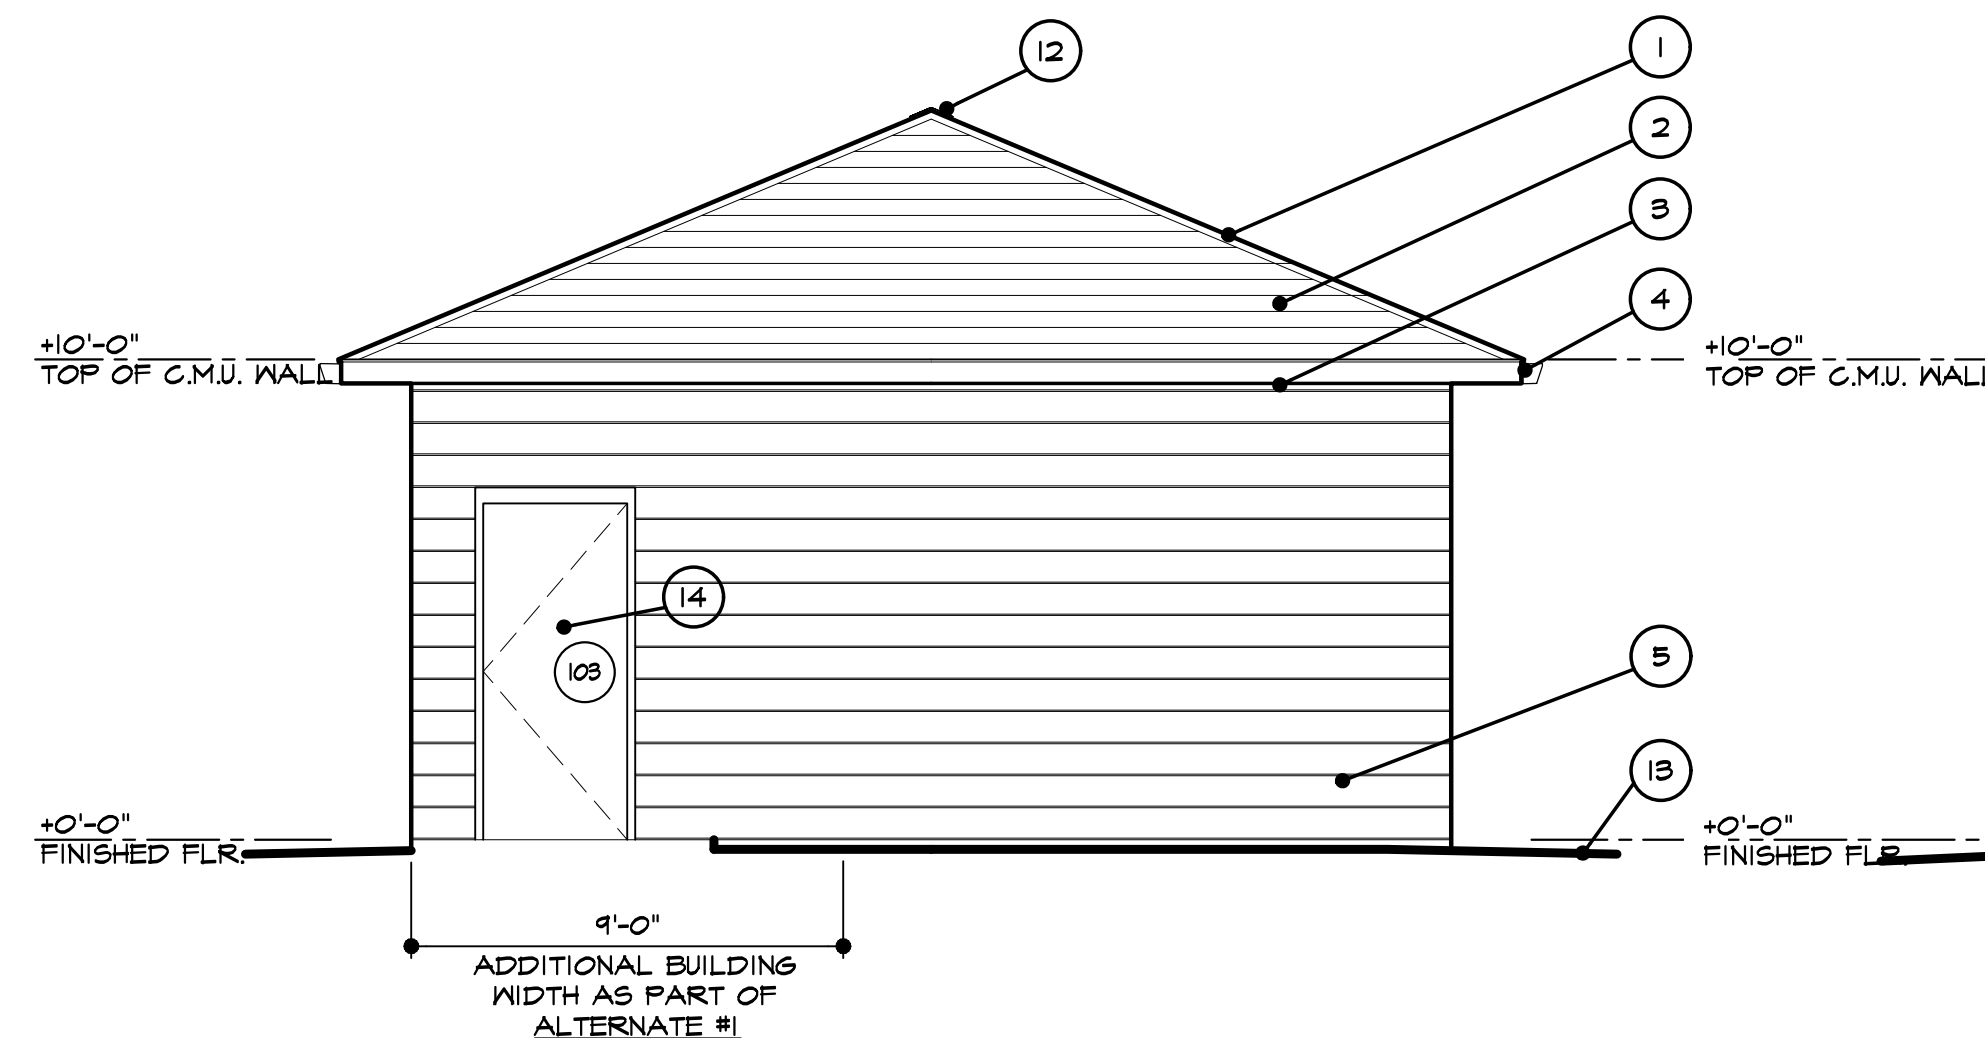 12
1
2
3
4
+10'-0"
TOP OF C.M.U. WALL
+10'-0"
TOP OF C.M.U. WALL
14
103
5
13
+0'-0"
FINISHED FLR.
+0'-0"
FINISHED FLR.
9'-0"
ADDITIONAL BUILDING
WIDTH AS PART OF
ALTERNATE #1